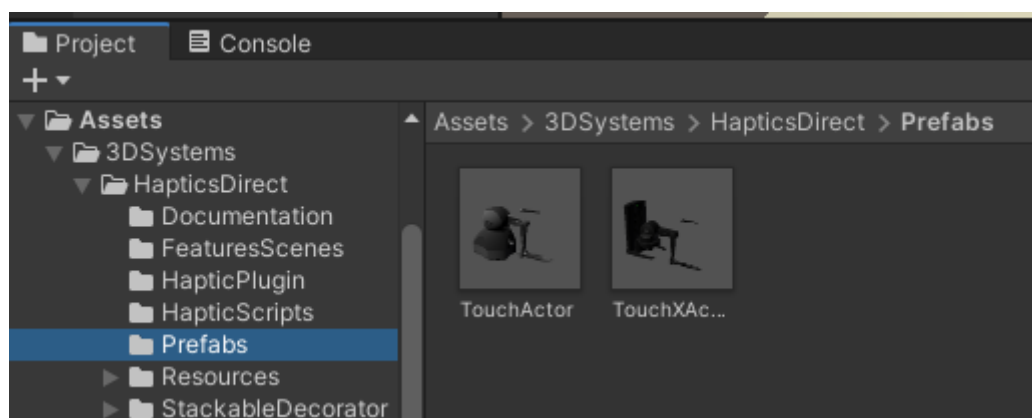 Project
Console
Assets
3DSystems
HapticsDirect
Documentation
FeaturesScenes
HapticPlugin
HapticScripts
Prefabs
Resources
StackableDecorator
Assets > 3DSystems > HapticsDirect > Prefabs
TouchActor
TouchXAc...